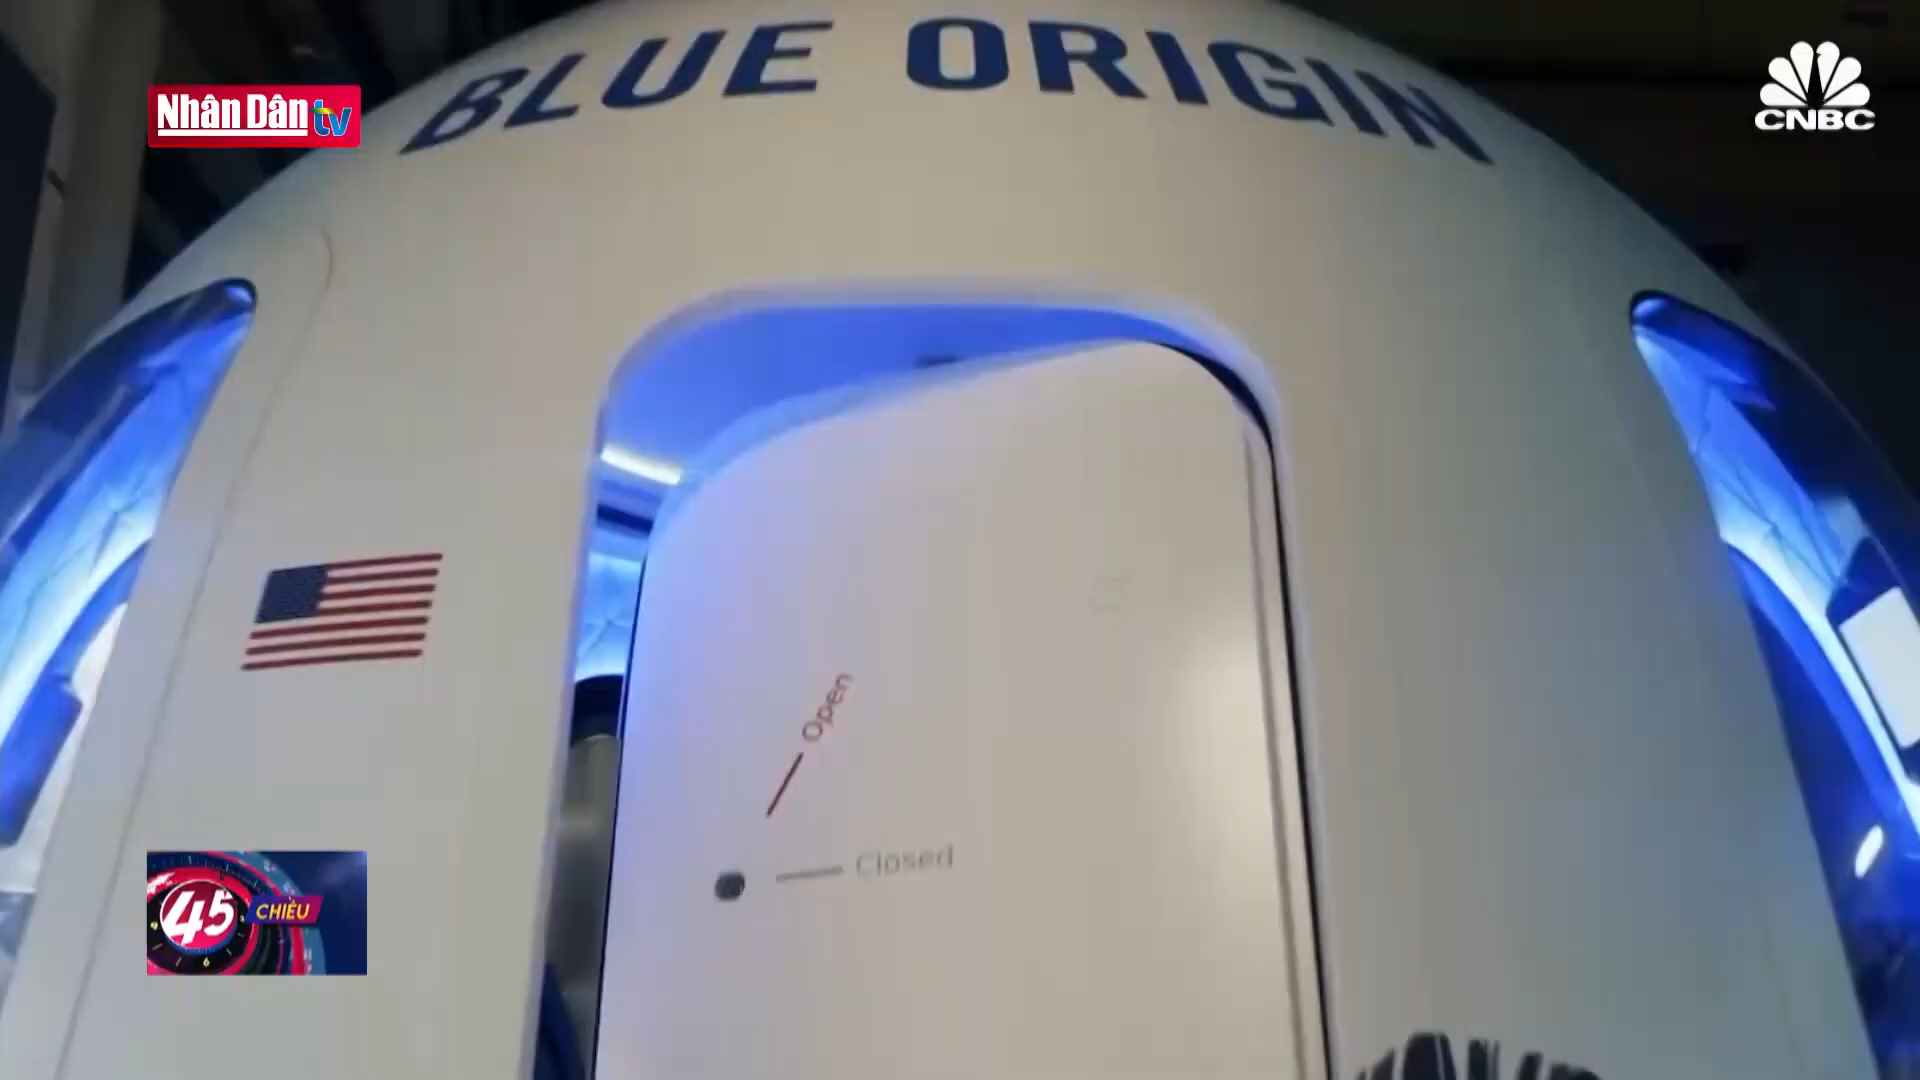 BLUE ORIGIN
Nhân Dân tv
CNBC
Open
Closed
45
CHIỀU